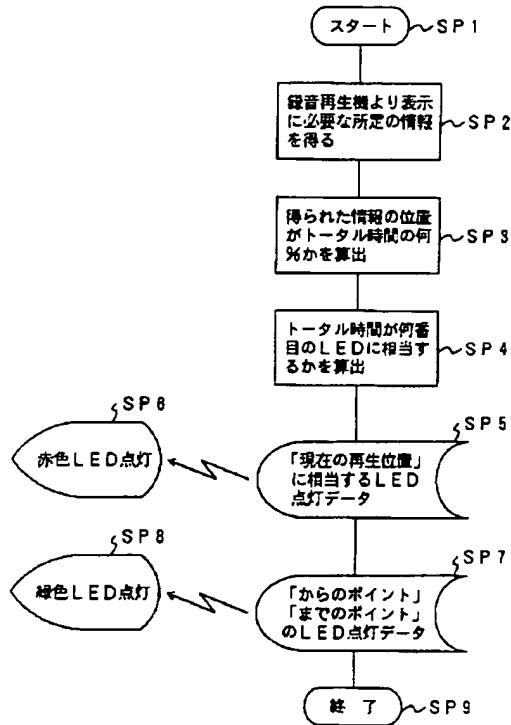 スタート SP1
録音再生機より表示
に必要な所定の情報
を得る
SP2
得られた情報の位置
がトータル時間の何
%かを算出
SP3
トータル時間が何番
目のLEDに相当す
るかを算出
SP4
SP5
「現在の再生位置」
に相当するLED
点灯データ
SP6
赤色LED点灯
SP7
「からのポイント」
「までのポイント」
のLED点灯データ
SP8
緑色LED点灯
終了 SP9